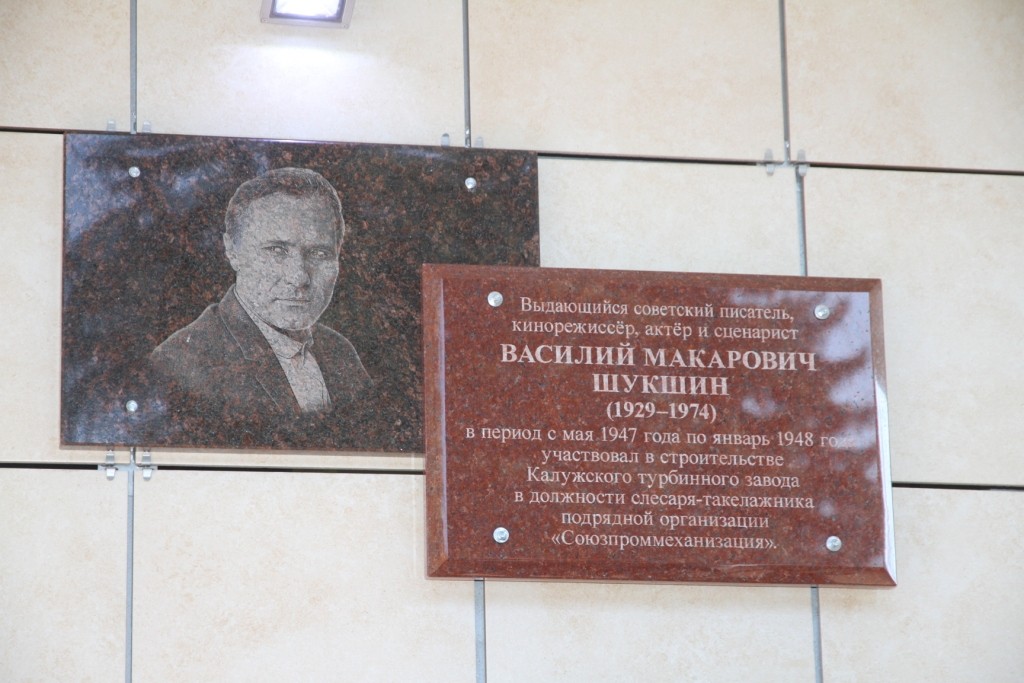 Выдающийся советский писатель,
кинорежиссёр, актёр и сценарист
ВАСИЛИЙ МАКАРОВИЧ
ШУКШИН
(1929–1974)
в период с мая 1947 года по январь 1948 года
участвовал в строительстве
Калужского турбинного завода
в должности слесаря-такелажника
подрядной организации
«Союзпроммеханизация».